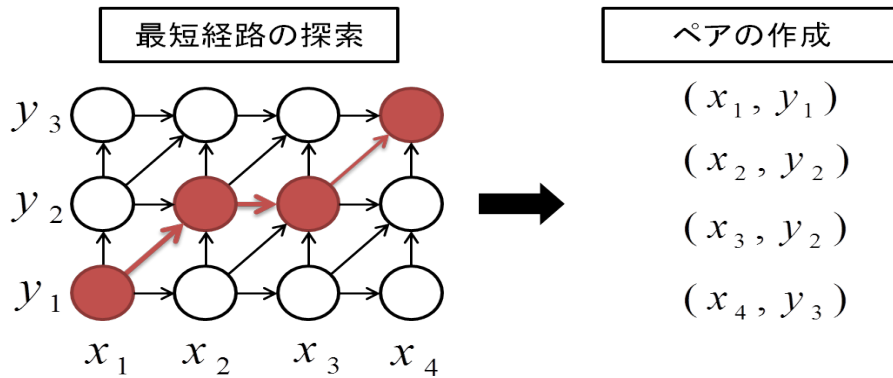 最短経路の探索
ペアの作成
y₃
y₂
y₁
x₁ x₂ x₃ x₄
( x₁ , y₁ )
( x₂ , y₂ )
( x₃ , y₂ )
( x₄ , y₃ )